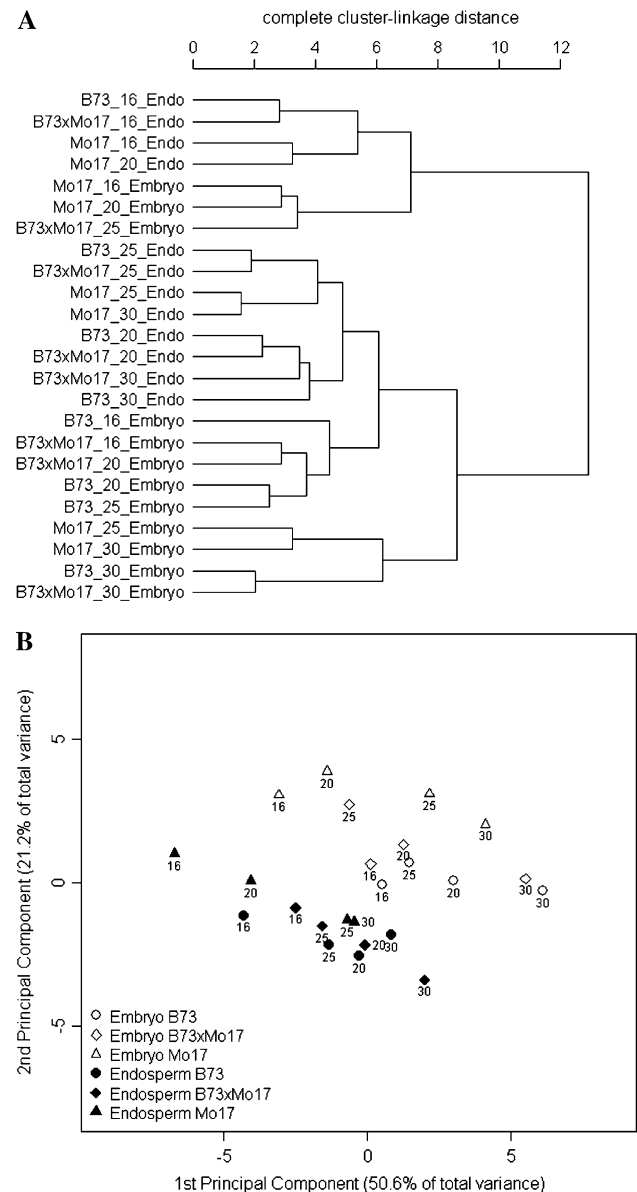 A
complete cluster-linkage distance
0 2 4 6 8 10 12
B73_16_Endo
B73xMo17_16_Endo
Mo17_16_Endo
Mo17_20_Endo
Mo17_16_Embryo
Mo17_20_Embryo
B73xMo17_25_Embryo
B73_25_Endo
B73xMo17_25_Endo
Mo17_25_Endo
Mo17_30_Endo
B73_20_Endo
B73xMo17_20_Endo
B73xMo17_30_Endo
B73_30_Endo
B73_16_Embryo
B73xMo17_16_Embryo
B73xMo17_20_Embryo
B73_20_Embryo
B73_25_Embryo
Mo17_25_Embryo
Mo17_30_Embryo
B73_30_Embryo
B73xMo17_30_Embryo
B
2nd Principal Component (21.2% of total variance)
5
0
-5
20
16 25 25
30
20
16 25
16 20 30 30
16
20
16 16
25 25 30
25 20 20 30
30
Embryo B73
Embryo B73xMo17
Embryo Mo17
Endosperm B73
Endosperm B73xMo17
Endosperm Mo17
-5 0 5
1st Principal Component (50.6% of total variance)